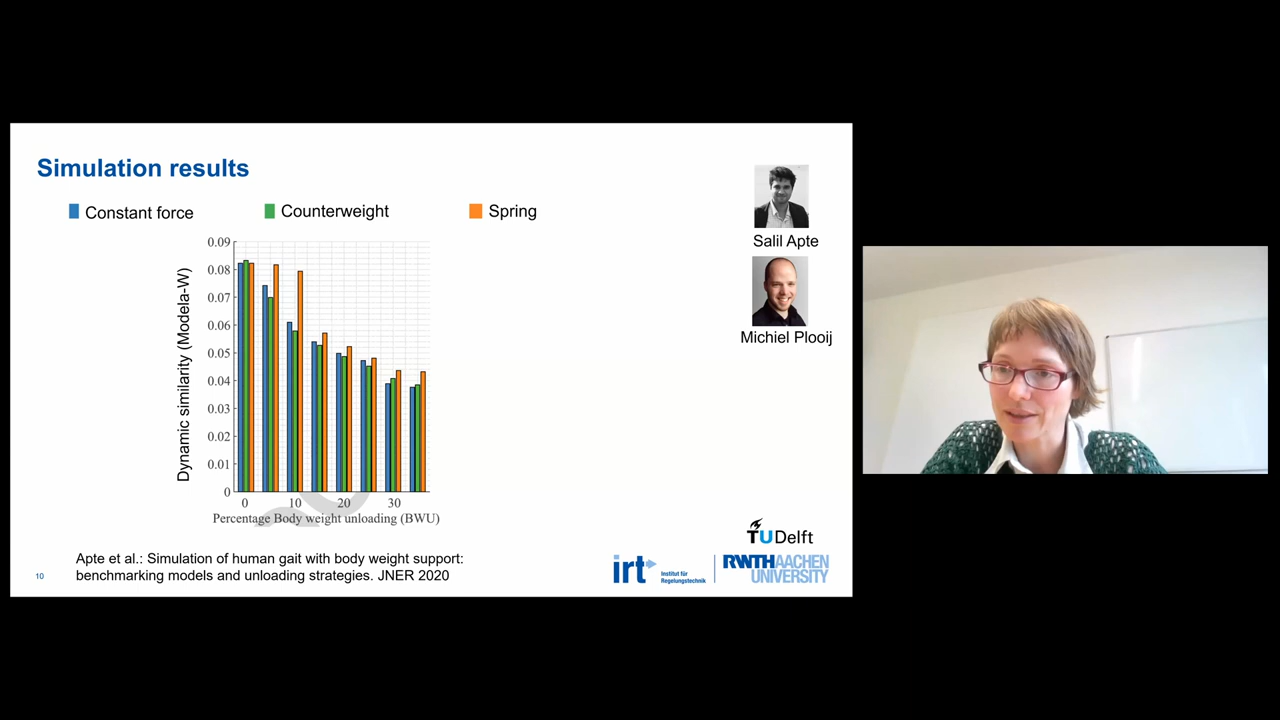 Simulation results
Constant force
Counterweight
Spring
Salil Apte
Michiel Plooij
Dynamic similarity (Modela-W)
0.09
0.08
0.07
0.06
0.05
0.04
0.03
0.02
0.01
0
0 10 20 30
Percentage Body weight unloading (BWU)
Apte et al.: Simulation of human gait with body weight support:
benchmarking models and unloading strategies. JNER 2020
10
TUDelft
irt
Institut für
Regelungstechnik
RWTHAACHEN
UNIVERSITY